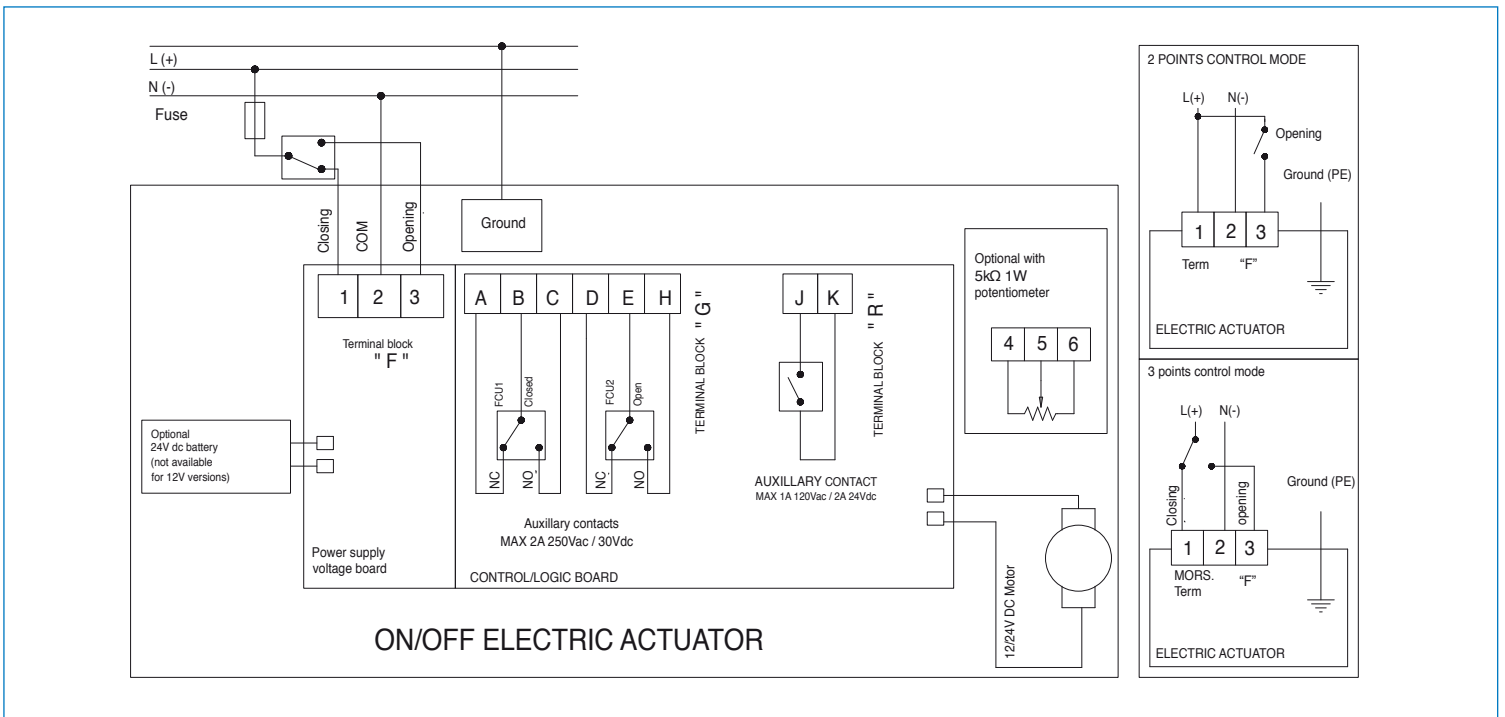 L (+)
N (-)
Fuse
Closing
COM
Opening
Ground
1 2 3
Terminal block
" F "
A B C D E H
TERMINAL BLOCK " G "
FCU1
Closed
FCU2
Open
NC
NO
NC
NO
Auxillary contacts
MAX 2A 250Vac / 30Vdc
J K
TERMINAL BLOCK " R "
AUXILLARY CONTACT
MAX 1A 120Vac / 2A 24Vdc
Optional with
5kΩ 1W
potentiometer
4 5 6
Optional
24V dc battery
(not available
for 12V versions)
Power supply
voltage board
CONTROL/LOGIC BOARD
12/24V DC Motor
ON/OFF ELECTRIC ACTUATOR
2 POINTS CONTROL MODE
L(+) N(-)
Opening
Ground (PE)
1 2 3
Term “F”
ELECTRIC ACTUATOR
3 points control mode
L(+) N(-)
Ground (PE)
Closing
opening
1 2 3
MORS.
Term “F”
ELECTRIC ACTUATOR